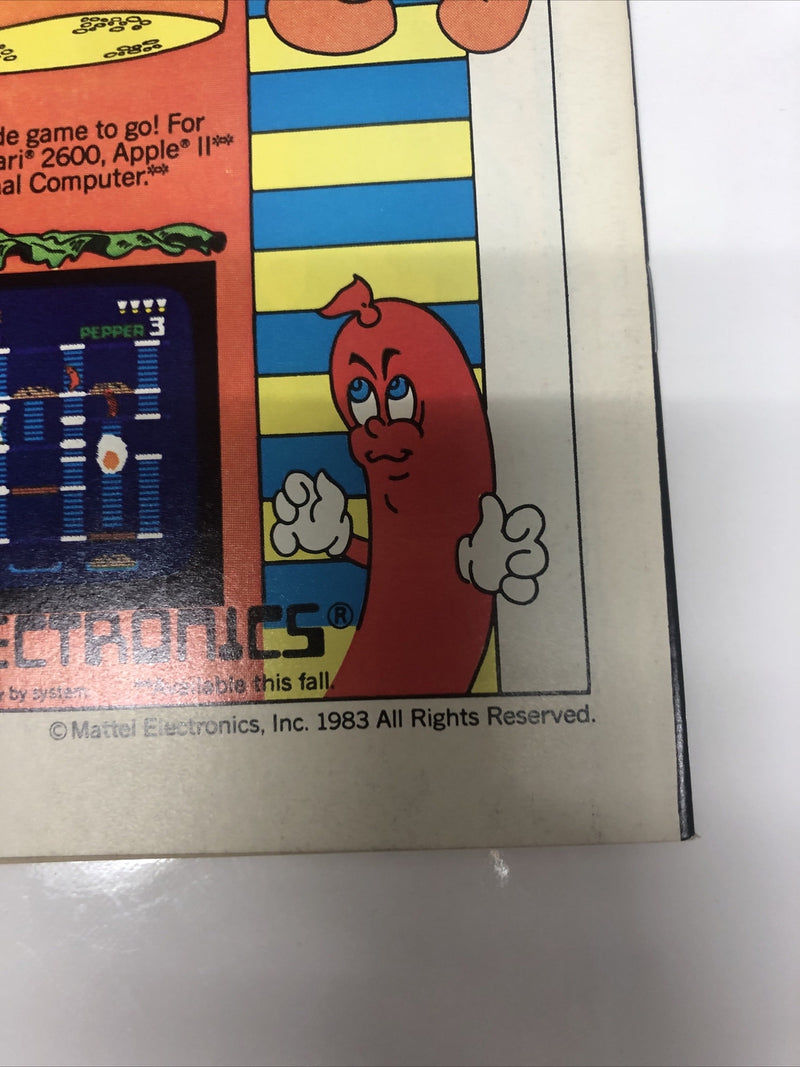 de game to go! For
ari® 2600, Apple® II**
al Computer.**
PEPPER 3
ECTRONICS®
by system. **Available this fall.
©Mattel Electronics, Inc. 1983 All Rights Reserved.